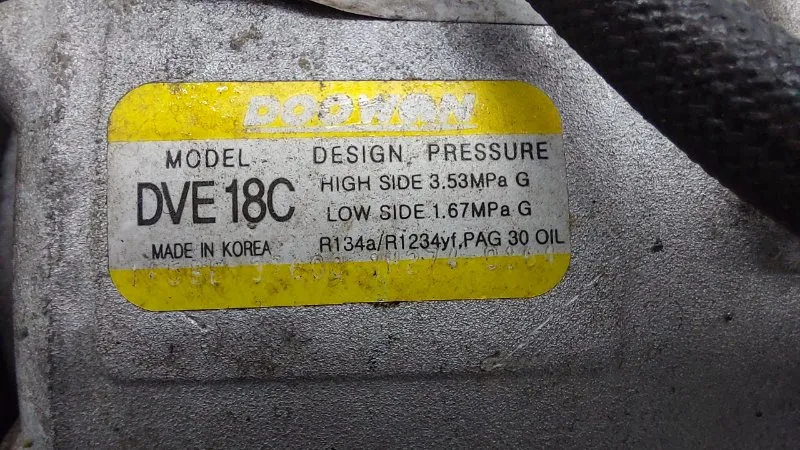 DOOWON
MODEL
DVE 18C
MADE IN KOREA
DESIGN PRESSURE
HIGH SIDE 3.53MPa G
LOW SIDE 1.67MPa G
R134a/R1234yf,PAG 30 OIL